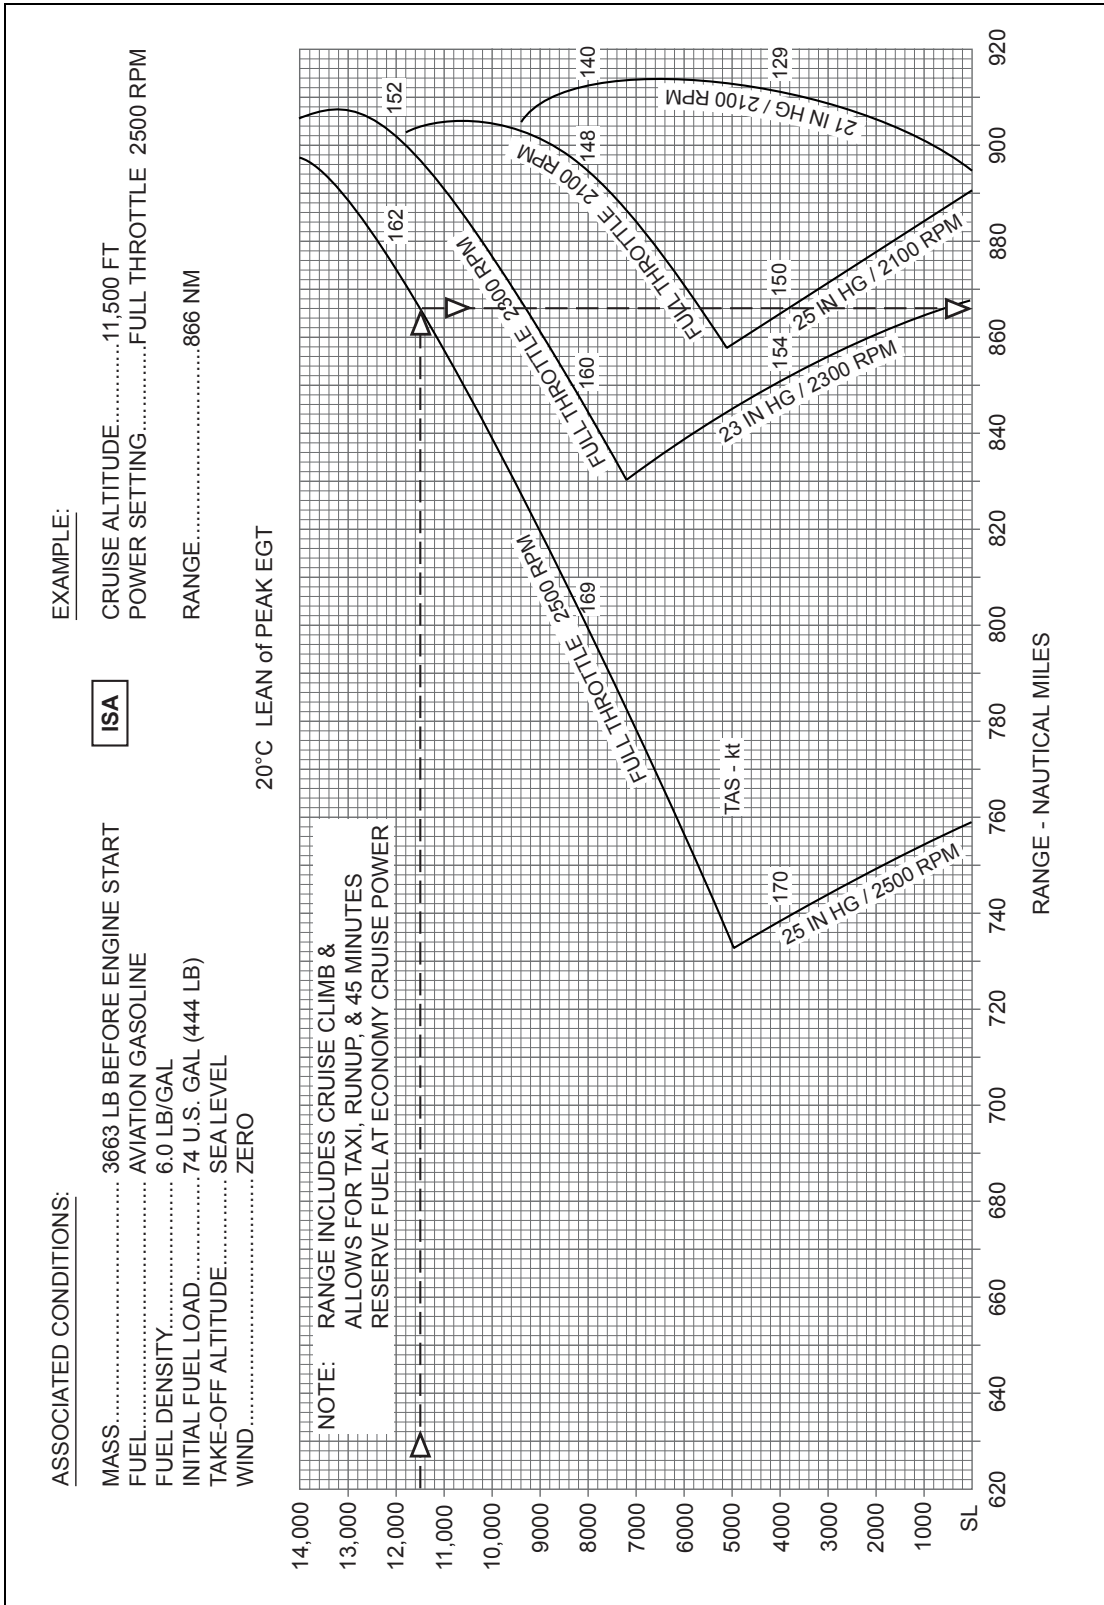 ASSOCIATED CONDITIONS:
MASS............................... 3663 LB BEFORE ENGINE START
FUEL................................ AVIATION GASOLINE
FUEL DENSITY................... 6.0 LB/GAL
INITIAL FUEL LOAD............... 74 U.S. GAL (444 LB)
TAKE-OFF ALTITUDE............. SEA LEVEL
WIND............................... ZERO
ISA
EXAMPLE:
CRUISE ALTITUDE.............11,500 FT
POWER SETTING............FULL THROTTLE 2500 RPM
RANGE..........................866 NM
20°C LEAN of PEAK EGT
NOTE: RANGE INCLUDES CRUISE CLIMB &
ALLOWS FOR TAXI, RUNUP, & 45 MINUTES
RESERVE FUEL AT ECONOMY CRUISE POWER
14,000
13,000
12,000
11,000
10,000
9000
8000
7000
6000
5000
4000
3000
2000
1000
SL
152
162
140
148
160
169
129
150
154
170
FULL THROTTLE 2500 RPM
FULL THROTTLE 2300 RPM
FULL THROTTLE 2100 RPM
21 IN HG / 2100 RPM
25 IN HG / 2100 RPM
23 IN HG / 2300 RPM
25 IN HG / 2500 RPM
TAS - kt
620 640 660 680 700 720 740 760 780 800 820 840 860 880 900 920
RANGE - NAUTICAL MILES